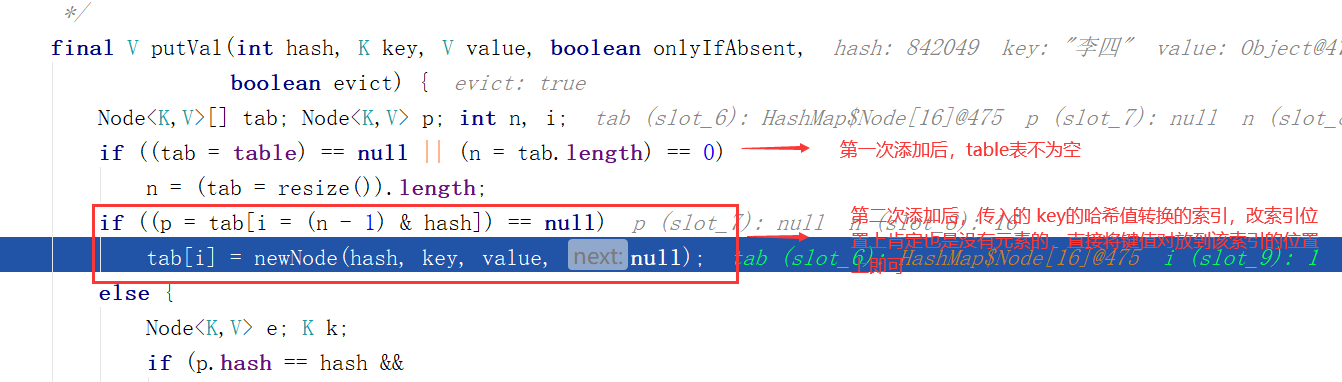 */
final V putVal(int hash, K key, V value, boolean onlyIfAbsent, hash: 842049 key: "李四" value: Object@47
boolean evict) { evict: true
Node<K,V>[] tab; Node<K,V> p; int n, i; tab (slot_6): HashMap$Node[16]@475 p (slot_7): null n (slot_8
if ((tab = table) == null || (n = tab.length) == 0) 第一次添加后，table表不为空
n = (tab = resize()).length;
if ((p = tab[i = (n - 1) & hash]) == null) p (slot_7): null n (slot_8): 16
第二次添加后，传入的 key的哈希值转换的索引，改索引位
置上肯定也是没有元素的，直接将键值对放到该索引的位置
上即可
tab[i] = newNode(hash, key, value, next: null); tab (slot_6): HashMap$Node[16]@475 i (slot_9): 1
else {
Node<K,V> e; K k;
if (p.hash == hash &&